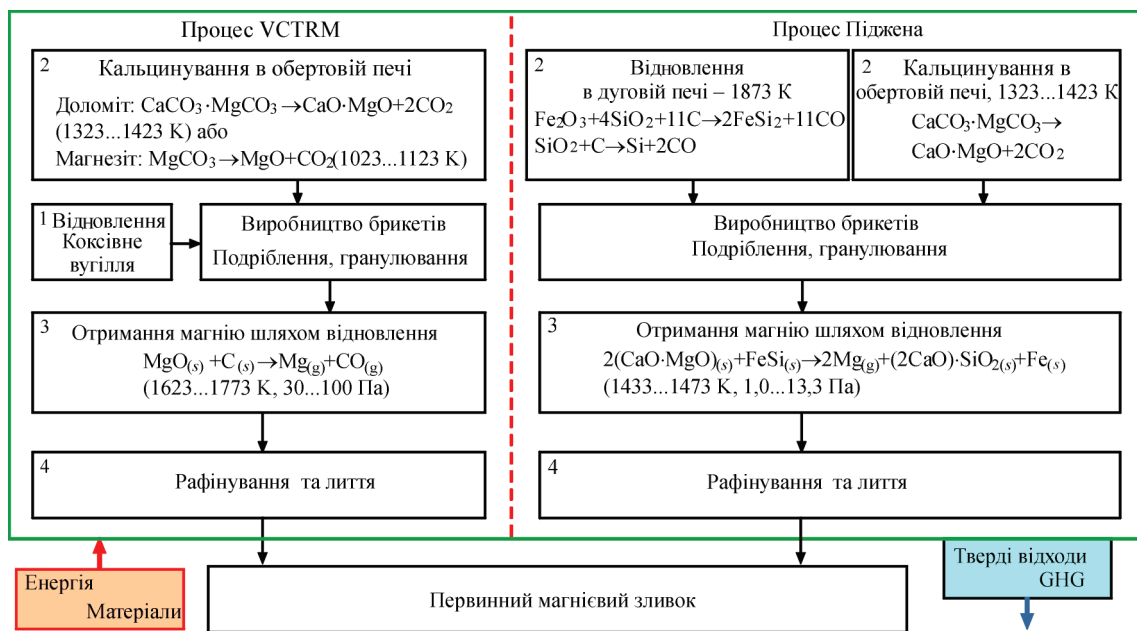 Процес VCTRM
2 Кальцинування в обертовій печі
Доломіт: CaCO₃·MgCO₃→CaO·MgO+2CO₂
(1323...1423 K) або
Магнезіт: MgCO₃→MgO+CO₂(1023...1123 K)
1 Відновлення
Коксівне
вугілля
Виробництво брикетів
Подріблення, гранулювання
3
Отримання магнію шляхом відновлення
MgO(s) +C(s)→Mg(g)+CO(g)
(1623...1773 K, 30...100 Па)
4
Рафінування та лиття
Процес Піджена
2 Відновлення
в дуговій печі – 1873 К
Fe₂O₃+4SiO₂+11C→2FeSi₂+11CO
SiO₂+C→Si+2CO
2 Кальцинування в
обертовій печі, 1323...1423 K
CaCO₃·MgCO₃→
CaO·MgO+2CO₂
Виробництво брикетів
Подріблення, гранулювання
3
Отримання магнію шляхом відновлення
2(CaO·MgO)(s)+FeSi(s)→2Mg(g)+(2CaO)·SiO₂(s)+Fe(s)
(1433...1473 K, 1,0...13,3 Па)
4
Рафінування та лиття
Енергія
Матеріали
Первинний магнієвий зливок
Тверді відходи
GHG